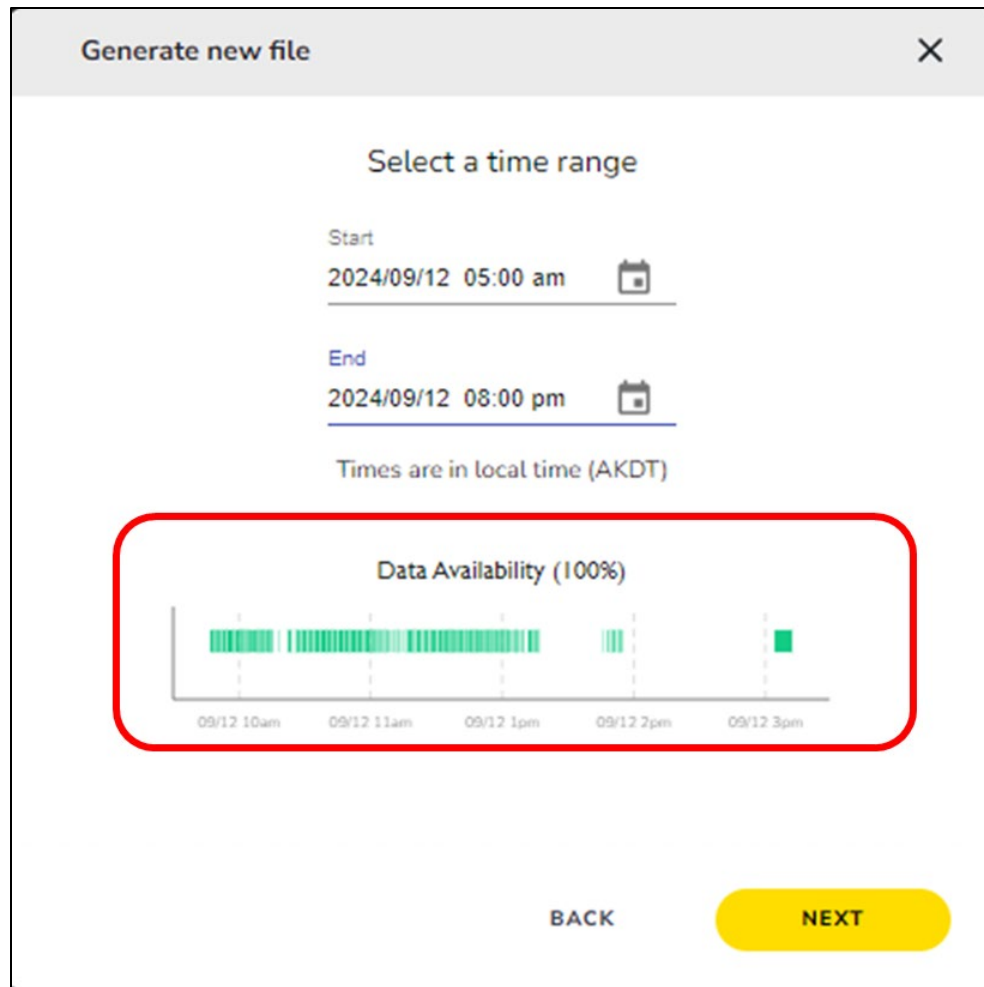 Generate new file
Select a time range
Start
2024/09/12 05:00 am
End
2024/09/12 08:00 pm
Times are in local time (AKDT)
Data Availability (100%)
09/12 10am 09/12 11am 09/12 1pm 09/12 2pm 09/12 3pm
BACK NEXT